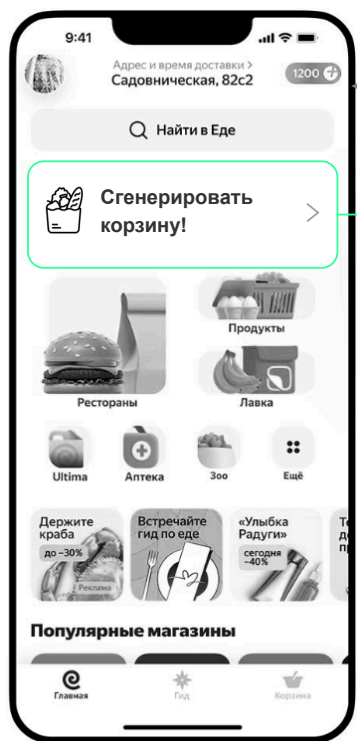 9:41
Адрес и время доставки >
Садовническая, 82с2
1200
Найти в Еде
Сгенерировать
корзину!
Продукты
Рестораны
Лавка
Ultima
Аптека
Зоо
Ещё
Держите
краба
до –30%
Реклама
Встречайте
гид по еде
«Улыбка
Радуги»
сегодня
–40%
Популярные магазины
Главная
Гид
Корзина